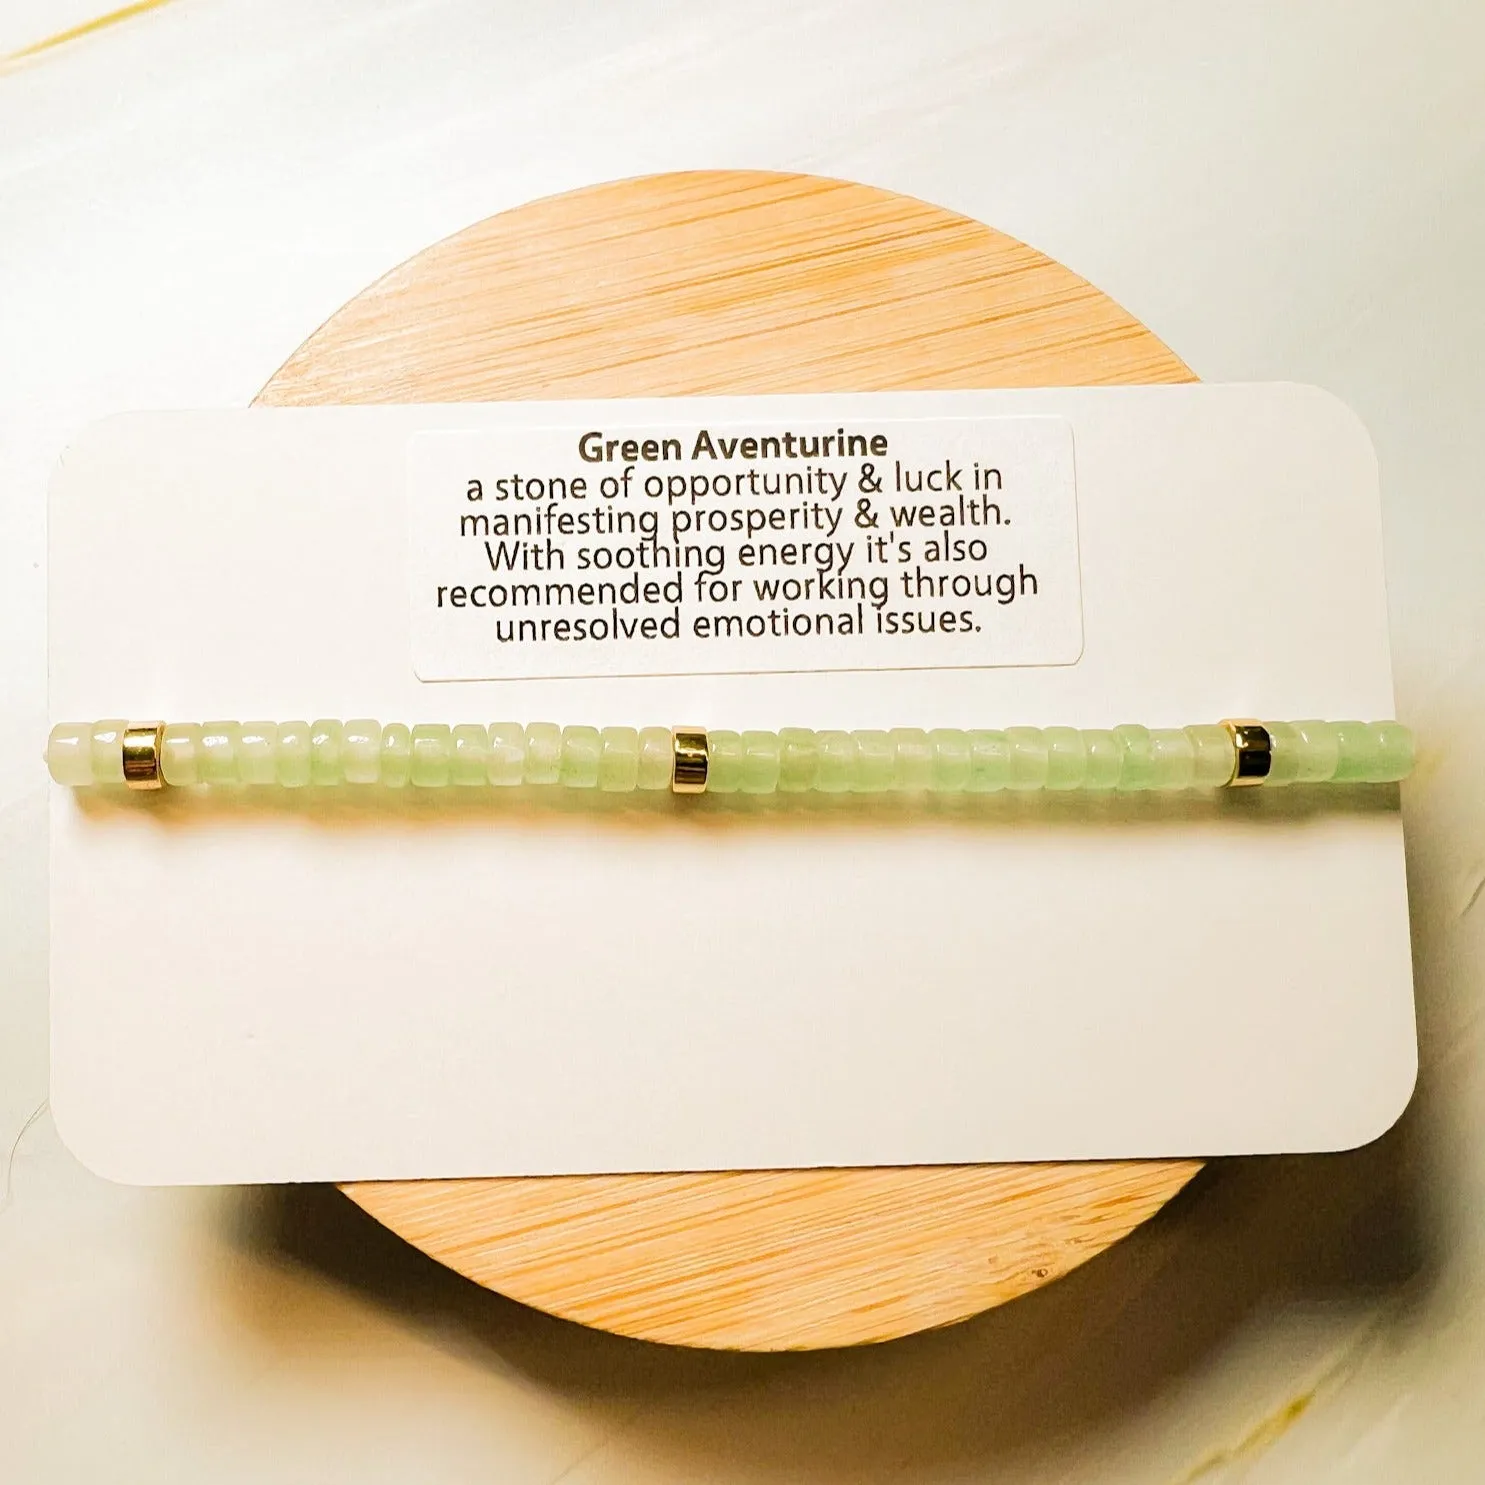 Green Aventurine
a stone of opportunity & luck in
manifesting prosperity & wealth.
With soothing energy it's also
recommended for working through
unresolved emotional issues.